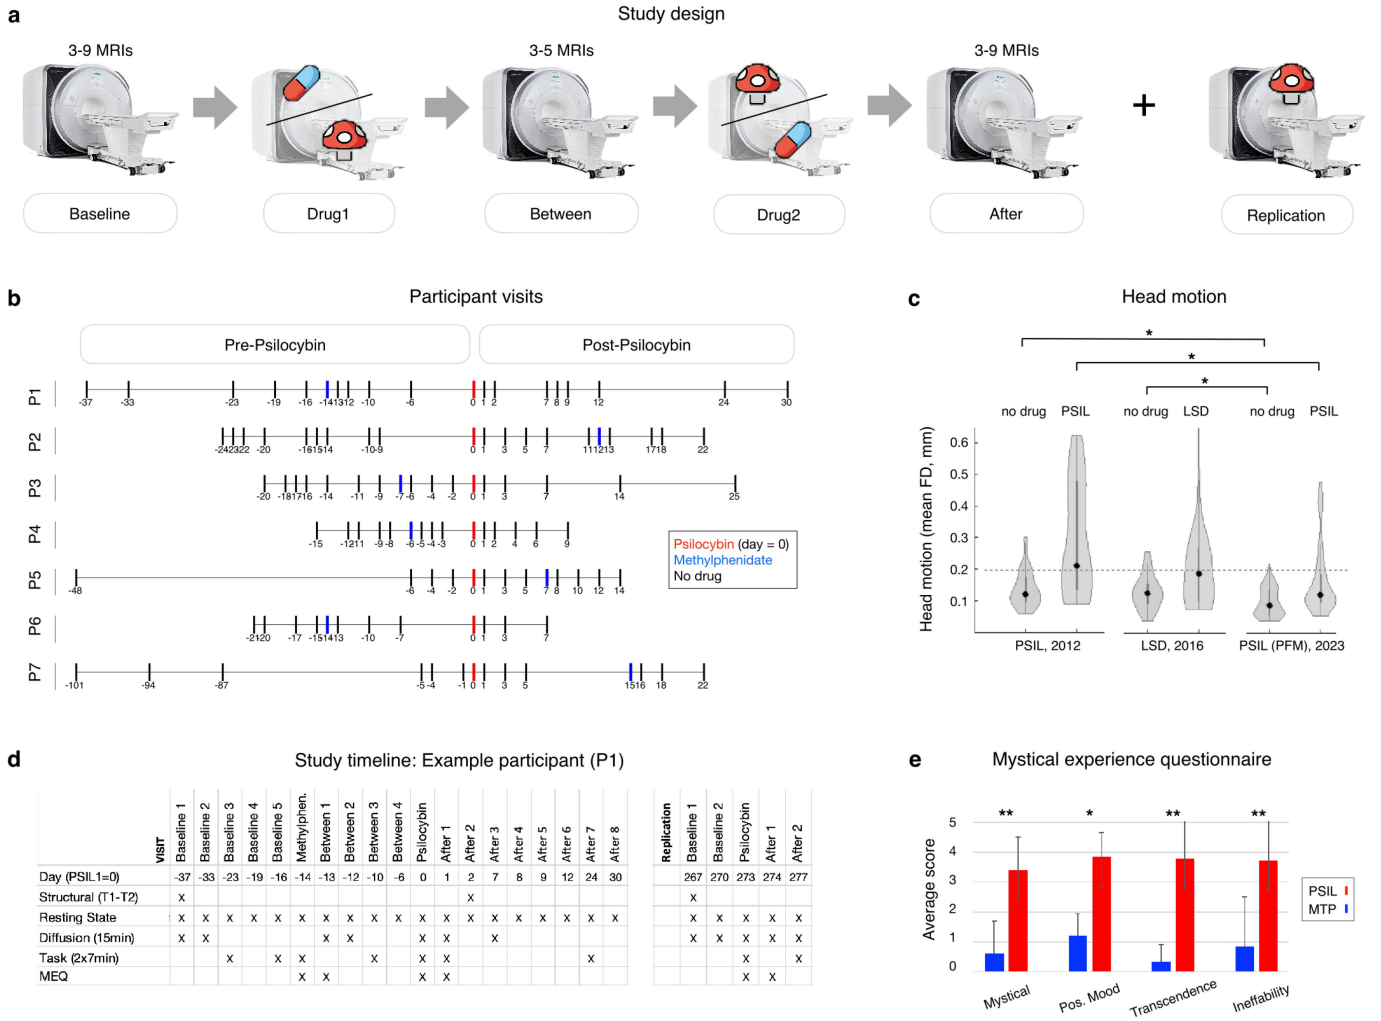 a
Study design
3-9 MRIs
3-5 MRIs
3-9 MRIs
+
Baseline
Drug1
Between
Drug2
After
Replication
b
Participant visits
Pre-Psilocybin
Post-Psilocybin
P1
-37 -33 -23 -19 -16 -14 13 12 -10 -6 0 1 2 7 8 9 12 24 30
P2
-24 23 22 -20 -16 15 14 -10 -9 0 1 3 5 7 11 12 13 17 18 22
P3
-20 -18 17 16 -14 -11 -9 -7 -6 -4 -2 0 1 3 7 14 25
P4
-15 -12 11 -9 -8 -6 -5 -4 -3 0 1 2 4 6 9
P5
-48 -6 -4 -2 0 1 3 5 7 8 10 12 14
P6
-21 20 -17 -15 14 13 -10 -7 0 1 3 7
P7
-101 -94 -87 -5 -4 -1 0 1 3 5 15 16 18 22
Psilocybin (day = 0)
Methylphenidate
No drug
c
Head motion
*
*
*
no drug PSIL no drug LSD no drug PSIL
Head motion (mean FD, mm)
0.6
0.5
0.4
0.3
0.2
0.1
PSIL, 2012 LSD, 2016 PSIL (PFM), 2023
d
Study timeline: Example participant (P1)
VISIT Baseline 1 Baseline 2 Baseline 3 Baseline 4 Baseline 5 Methylphen. Between 1 Between 2 Between 3 Between 4 Psilocybin After 1 After 2 After 3 After 4 After 5 After 6 After 7 After 8 Replication Baseline 1 Baseline 2 Psilocybin After 1 After 2
Day (PSIL1=0) -37 -33 -23 -19 -16 -14 -13 -12 -10 -6 0 1 2 7 8 9 12 24 30 267 270 273 274 277
Structural (T1-T2) X X X
Resting State X X X X X X X X X X X X X X X X X X X X X X X X
Diffusion (15min) X X X X X X X X X X X X
Task (2x7min) X X X X X X X X X
MEQ X X X X X X
e
Mystical experience questionnaire
** * ** **
Average score
5
4
3
2
1
0
Mystical
Pos. Mood
Transcendence
Ineffability
PSIL
MTP